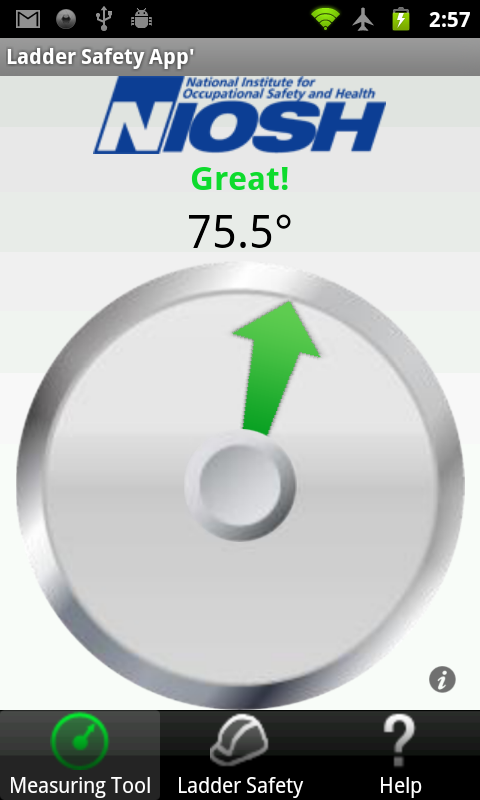 2:57
Ladder Safety App'
National Institute for
Occupational Safety and Health
NIOSH
Great!
75.5°
i
Measuring Tool
Ladder Safety
Help